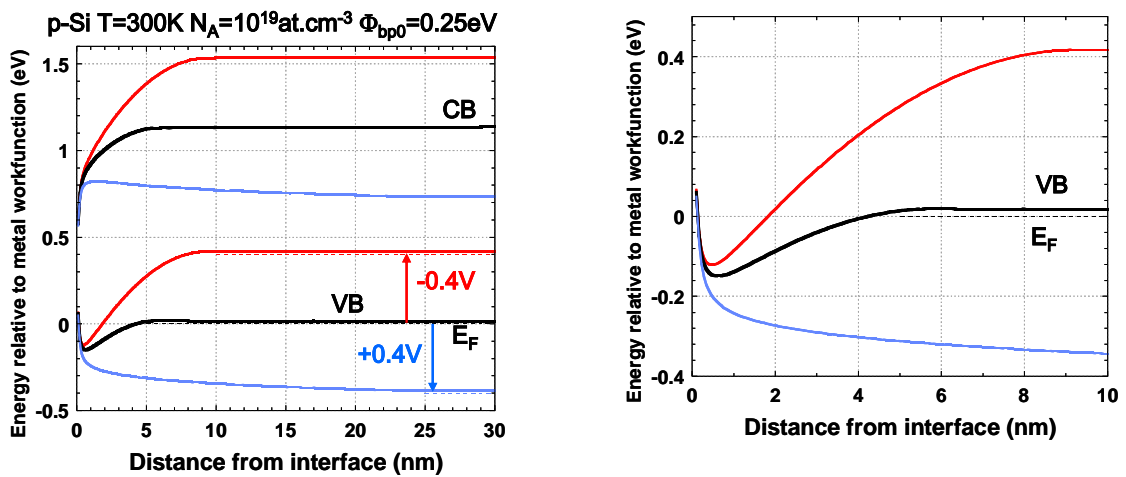 p-Si T=300K N_A=10^19at.cm^-3 Φ_bp0=0.25eV
Energy relative to metal workfunction (eV)
1.5
1
0.5
0
-0.5
CB
VB
E_F
-0.4V
+0.4V
0 5 10 15 20 25 30
Distance from interface (nm)
Energy relative to metal workfunction (eV)
0.4
0.2
0
-0.2
-0.4
VB
E_F
0 2 4 6 8 10
Distance from interface (nm)